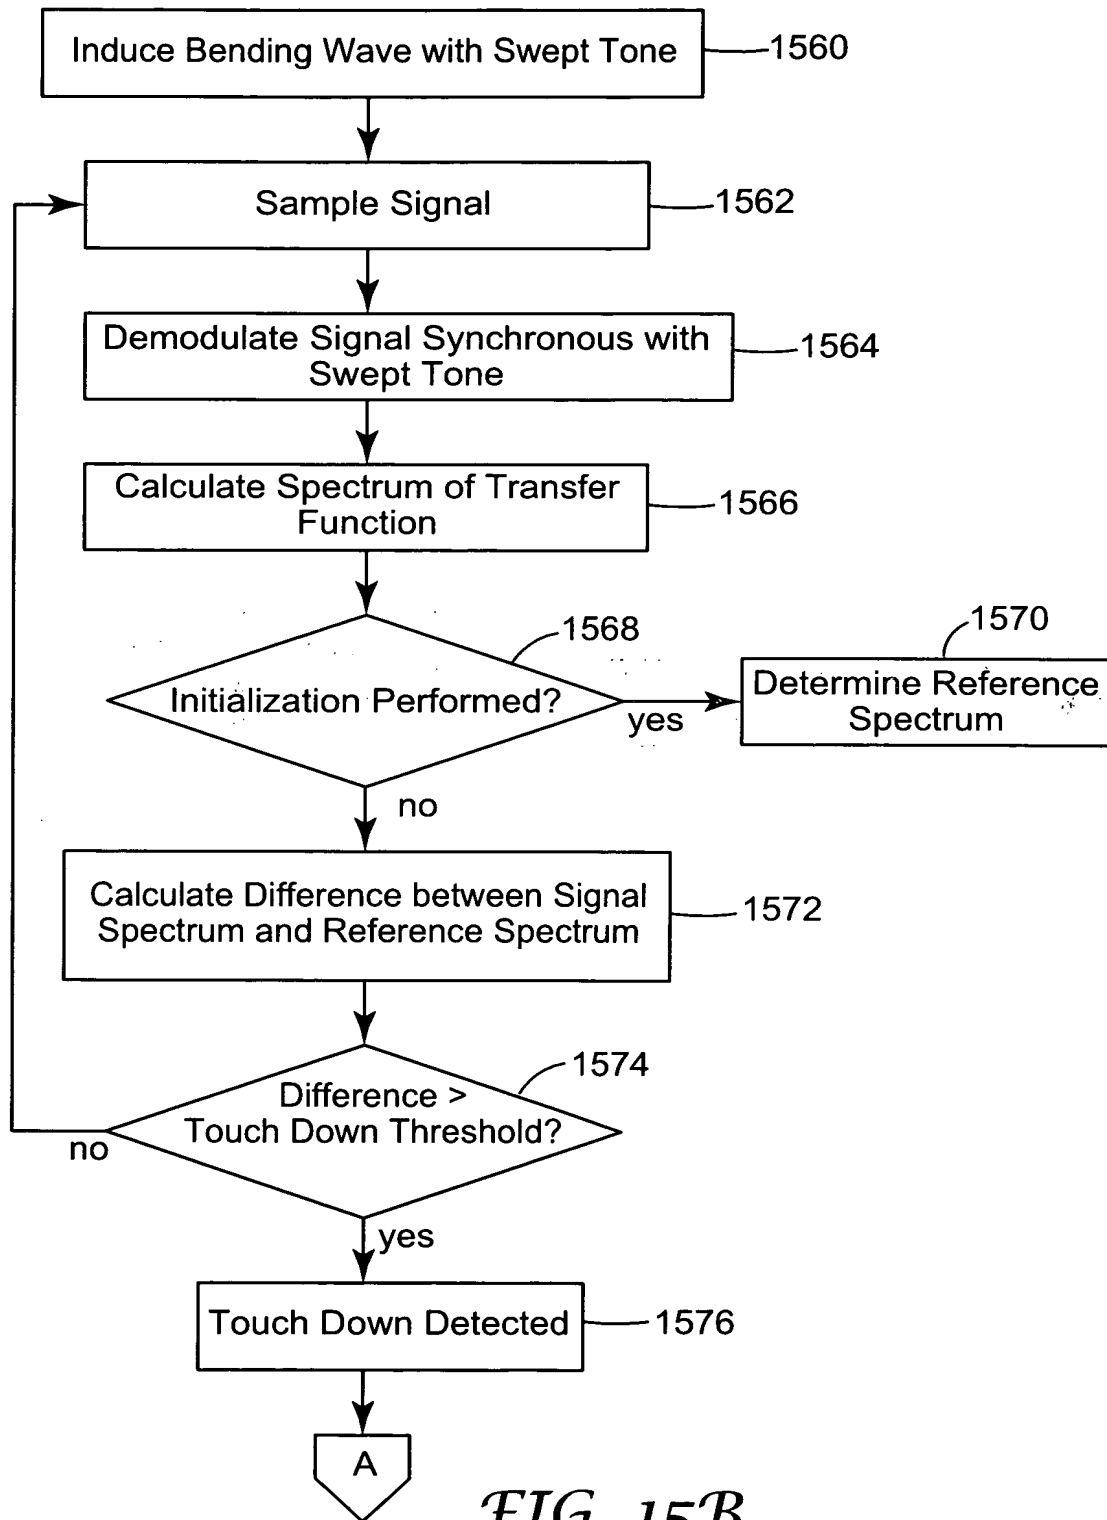 Induce Bending Wave with Swept Tone
1560
Sample Signal
1562
Demodulate Signal Synchronous with
Swept Tone
1564
Calculate Spectrum of Transfer
Function
1566
1568
Initialization Performed?
yes
1570
Determine Reference
Spectrum
no
Calculate Difference between Signal
Spectrum and Reference Spectrum
1572
1574
Difference >
Touch Down Threshold?
no
yes
Touch Down Detected
1576
A
FIG. 15B